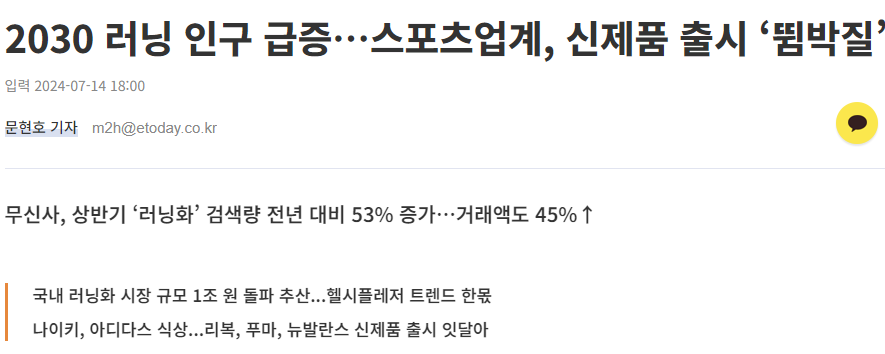 2030 러닝 인구 급증…스포츠업계, 신제품 출시 ‘뜀박질’
입력 2024-07-14 18:00
문현호 기자 m2h@etoday.co.kr
무신사, 상반기 ‘러닝화’ 검색량 전년 대비 53% 증가…거래액도 45%↑
국내 러닝화 시장 규모 1조 원 돌파 추산...헬시플레저 트렌드 한몫
나이키, 아디다스 식상...리복, 푸마, 뉴발란스 신제품 출시 잇달아